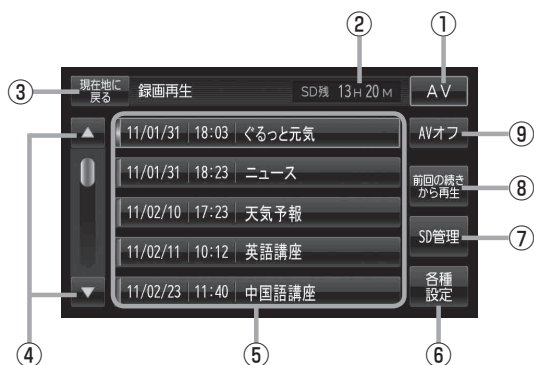 ② ①
③ 現在地に戻る 録画再生 SD残 13H20M AV
▲ 11/01/31 18:03 ぐるっと元気 AVオフ ⑨
11/01/31 18:23 ニュース 前回の続きから再生 ⑧
11/02/10 17:23 天気予報
11/02/11 10:12 英語講座 SD管理 ⑦
▼ 11/02/23 11:40 中国語講座 各種設定
④ ⑤ ⑥